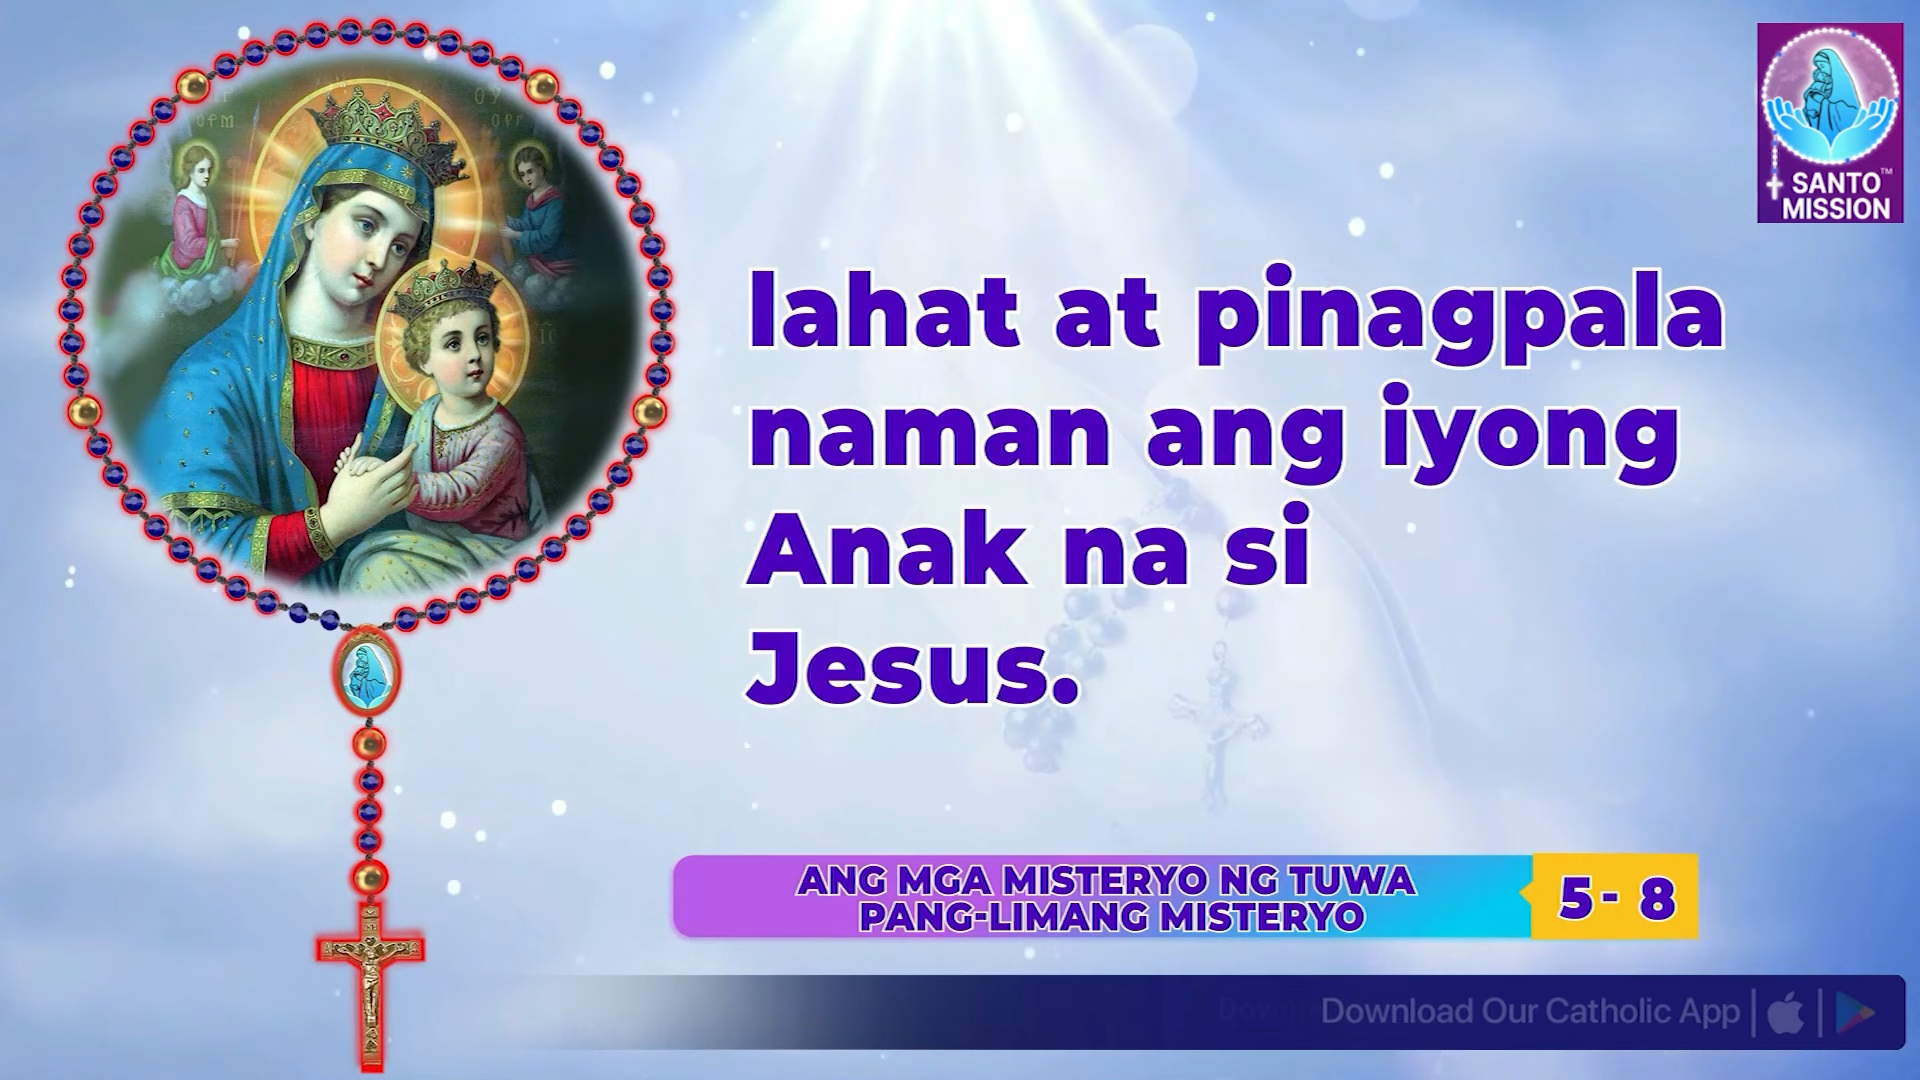 SANTO™
MISSION
lahat at pinagpala
naman ang iyong
Anak na si
Jesus.
ANG MGA MISTERYO NG TUWA
PANG-LIMANG MISTERYO
5- 8
Download Our Catholic App